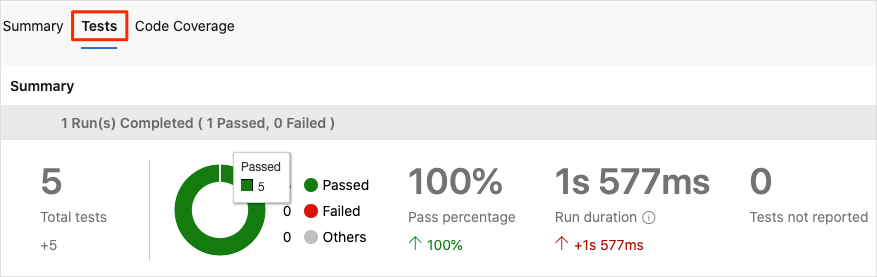 Summary Tests Code Coverage
Summary
1 Run(s) Completed ( 1 Passed, 0 Failed )
5
Total tests
+5
Passed
5
Passed
0 Failed
0 Others
100%
Pass percentage
↑ 100%
1s 577ms
Run duration
↑ +1s 577ms
0
Tests not reported